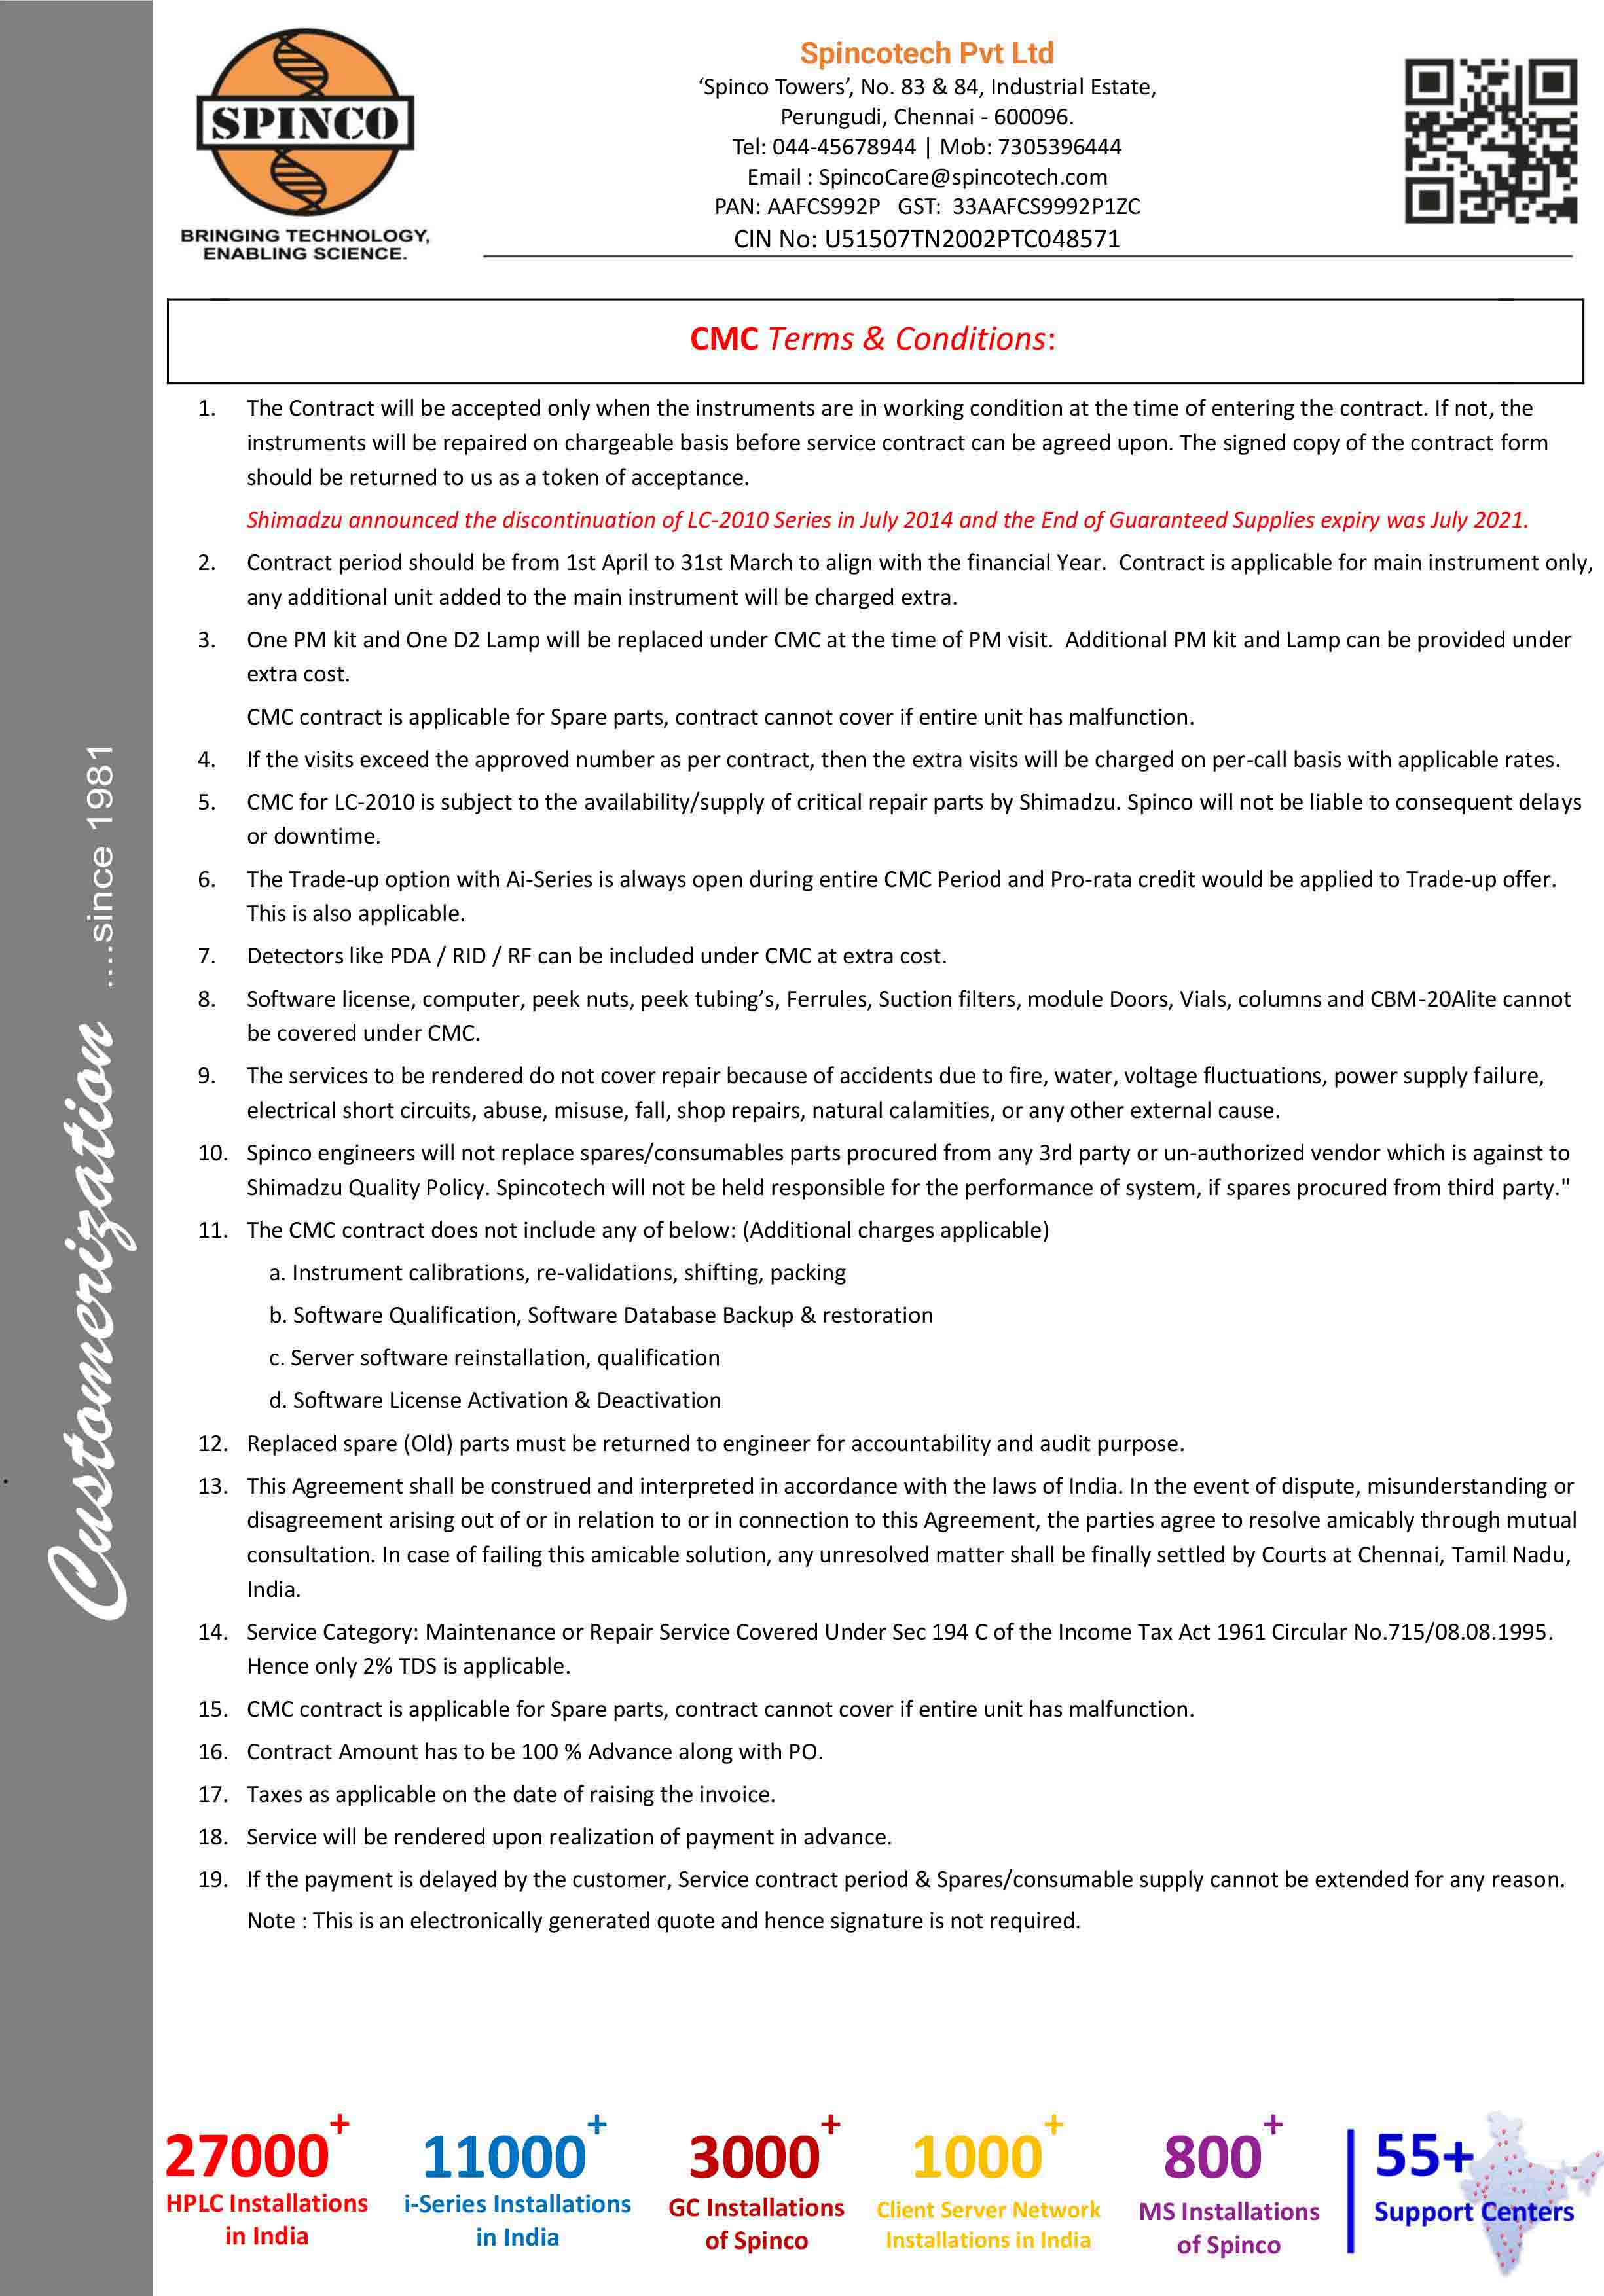 SPINCO
BRINGING TECHNOLOGY,
ENABLING SCIENCE.
Spincotech Pvt Ltd
‘Spinco Towers’, No. 83 & 84, Industrial Estate,
Perungudi, Chennai - 600096.
Tel: 044-45678944 | Mob: 7305396444
Email : SpincoCare@spincotech.com
PAN: AAFCS992P   GST:  33AAFCS9992P1ZC
CIN No: U51507TN2002PTC048571
CMC Terms & Conditions:
1. The Contract will be accepted only when the instruments are in working condition at the time of entering the contract. If not, the
instruments will be repaired on chargeable basis before service contract can be agreed upon. The signed copy of the contract form
should be returned to us as a token of acceptance.
Shimadzu announced the discontinuation of LC-2010 Series in July 2014 and the End of Guaranteed Supplies expiry was July 2021.
2. Contract period should be from 1st April to 31st March to align with the financial Year.  Contract is applicable for main instrument only,
any additional unit added to the main instrument will be charged extra.
3. One PM kit and One D2 Lamp will be replaced under CMC at the time of PM visit.  Additional PM kit and Lamp can be provided under
extra cost.
CMC contract is applicable for Spare parts, contract cannot cover if entire unit has malfunction.
4. If the visits exceed the approved number as per contract, then the extra visits will be charged on per-call basis with applicable rates.
5. CMC for LC-2010 is subject to the availability/supply of critical repair parts by Shimadzu. Spinco will not be liable to consequent delays
or downtime.
6. The Trade-up option with Ai-Series is always open during entire CMC Period and Pro-rata credit would be applied to Trade-up offer.
This is also applicable.
7. Detectors like PDA / RID / RF can be included under CMC at extra cost.
8. Software license, computer, peek nuts, peek tubing’s, Ferrules, Suction filters, module Doors, Vials, columns and CBM-20Alite cannot
be covered under CMC.
9. The services to be rendered do not cover repair because of accidents due to fire, water, voltage fluctuations, power supply failure,
electrical short circuits, abuse, misuse, fall, shop repairs, natural calamities, or any other external cause.
10. Spinco engineers will not replace spares/consumables parts procured from any 3rd party or un-authorized vendor which is against to
Shimadzu Quality Policy. Spincotech will not be held responsible for the performance of system, if spares procured from third party."
11. The CMC contract does not include any of below: (Additional charges applicable)
a. Instrument calibrations, re-validations, shifting, packing
b. Software Qualification, Software Database Backup & restoration
c. Server software reinstallation, qualification
d. Software License Activation & Deactivation
12. Replaced spare (Old) parts must be returned to engineer for accountability and audit purpose.
13. This Agreement shall be construed and interpreted in accordance with the laws of India. In the event of dispute, misunderstanding or
disagreement arising out of or in relation to or in connection to this Agreement, the parties agree to resolve amicably through mutual
consultation. In case of failing this amicable solution, any unresolved matter shall be finally settled by Courts at Chennai, Tamil Nadu,
India.
14. Service Category: Maintenance or Repair Service Covered Under Sec 194 C of the Income Tax Act 1961 Circular No.715/08.08.1995.
Hence only 2% TDS is applicable.
15. CMC contract is applicable for Spare parts, contract cannot cover if entire unit has malfunction.
16. Contract Amount has to be 100 % Advance along with PO.
17. Taxes as applicable on the date of raising the invoice.
18. Service will be rendered upon realization of payment in advance.
19. If the payment is delayed by the customer, Service contract period & Spares/consumable supply cannot be extended for any reason.
Note : This is an electronically generated quote and hence signature is not required.
Customerization ....since 1981
27000+
HPLC Installations
in India
11000+
i-Series Installations
in India
3000+
GC Installations
of Spinco
1000+
Client Server Network
Installations in India
800+
MS Installations
of Spinco
55+
Support Centers